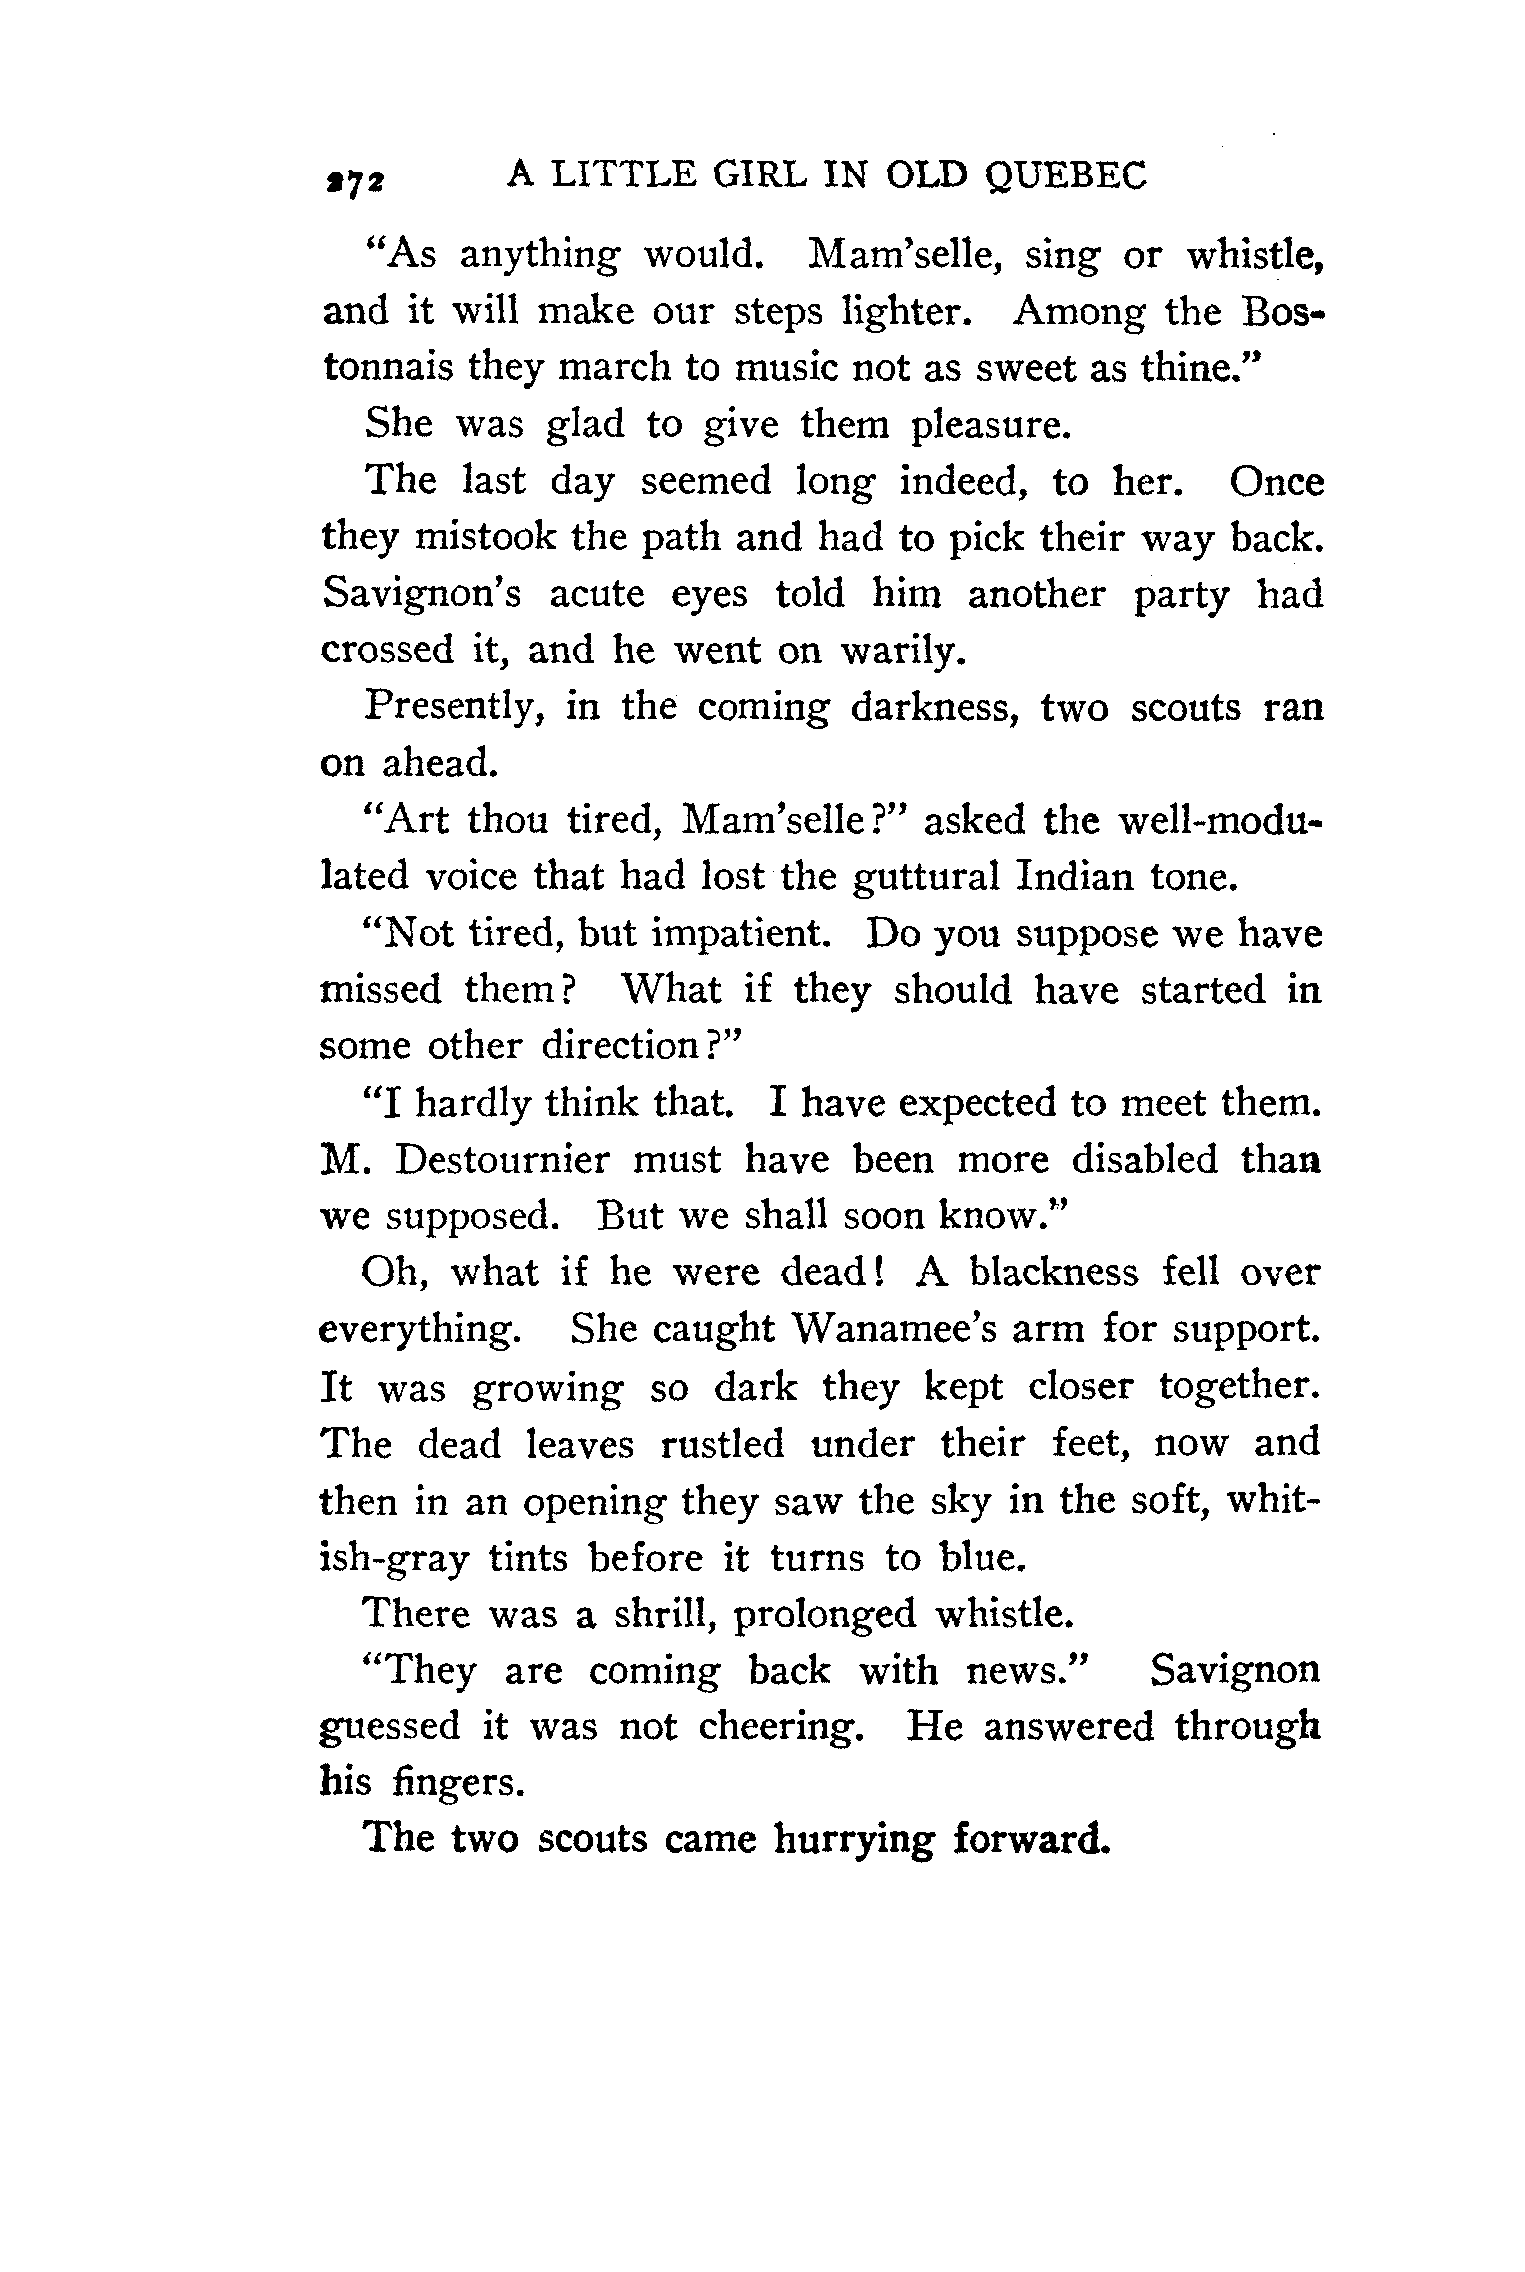 272 A LITTLE GIRL IN OLD QUEBEC
“As anything would. Mam’selle, sing or whistle,
and it will make our steps lighter. Among the Bos-
tonnais they march to music not as sweet as thine.”
She was glad to give them pleasure.
The last day seemed long indeed, to her. Once
they mistook the path and had to pick their way back.
Savignon’s acute eyes told him another party had
crossed it, and he went on warily.
Presently, in the coming darkness, two scouts ran
on ahead.
“Art thou tired, Mam’selle?” asked the well-modu-
lated voice that had lost the guttural Indian tone.
“Not tired, but impatient. Do you suppose we have
missed them? What if they should have started in
some other direction?”
“I hardly think that. I have expected to meet them.
M. Destournier must have been more disabled than
we supposed. But we shall soon know.”
Oh, what if he were dead! A blackness fell over
everything. She caught Wanamee’s arm for support.
It was growing so dark they kept closer together.
The dead leaves rustled under their feet, now and
then in an opening they saw the sky in the soft, whit-
ish-gray tints before it turns to blue.
There was a shrill, prolonged whistle.
“They are coming back with news.” Savignon
guessed it was not cheering. He answered through
his fingers.
The two scouts came hurrying forward.